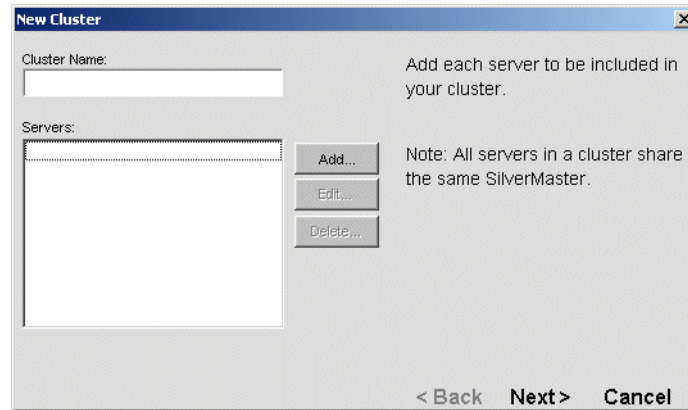 New Cluster
Cluster Name:
Add each server to be included in
your cluster.
Servers:
Add...
Edit...
Delete...
Note: All servers in a cluster share
the same SilverMaster.
< Back Next > Cancel